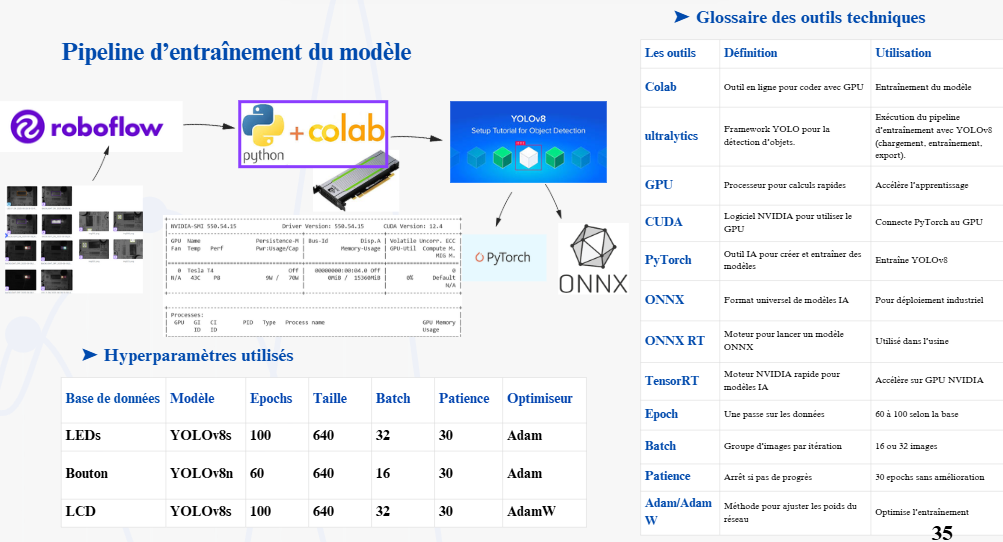 Pipeline d’entraînement du modèle
roboflow
python
+ colab
YOLOv8
Setup Tutorial for Object Detection
NVIDIA-SMI 550.54.15 Driver Version: 550.54.15 CUDA Version: 12.4
GPU Name Persistence-M | Bus-Id Disp.A | Volatile Uncorr. ECC
Fan Temp Perf Pwr:Usage/Cap | Memory-Usage | GPU-Util Compute M.
MIG M.
0 Tesla T4 Off | 00000000:00:04.0 Off | 0
N/A 43C P8 9W / 70W | 0MiB / 15360MiB | 0% Default
N/A
Processes:
GPU GI CI PID Type Process name GPU Memory
ID ID Usage
PyTorch
ONNX
➤ Hyperparamètres utilisés
Base de données Modèle Epochs Taille Batch Patience Optimiseur
LEDs YOLOv8s 100 640 32 30 Adam
Bouton YOLOv8n 60 640 16 30 Adam
LCD YOLOv8s 100 640 32 30 AdamW
➤ Glossaire des outils techniques
Les outils Définition Utilisation
Colab Outil en ligne pour coder avec GPU Entraînement du modèle
ultralytics Framework YOLO pour la
détection d’objets.
Exécution du pipeline
d’entraînement avec YOLOv8
(chargement, entraînement,
export).
GPU Processeur pour calculs rapides Accélère l’apprentissage
CUDA Logiciel NVIDIA pour utiliser le
GPU
Connecte PyTorch au GPU
PyTorch Outil IA pour créer et entraîner des
modèles
Entraîne YOLOv8
ONNX Format universel de modèles IA Pour déploiement industriel
ONNX RT Moteur pour lancer un modèle
ONNX
Utilisé dans l’usine
TensorRT Moteur NVIDIA rapide pour
modèles IA
Accélère sur GPU NVIDIA
Epoch Une passe sur les données 60 à 100 selon la base
Batch Groupe d’images par itération 16 ou 32 images
Patience Arrêt si pas de progrès 30 epochs sans amélioration
Adam/Adam
W
Méthode pour ajuster les poids du
réseau
Optimise l’entraînement
35